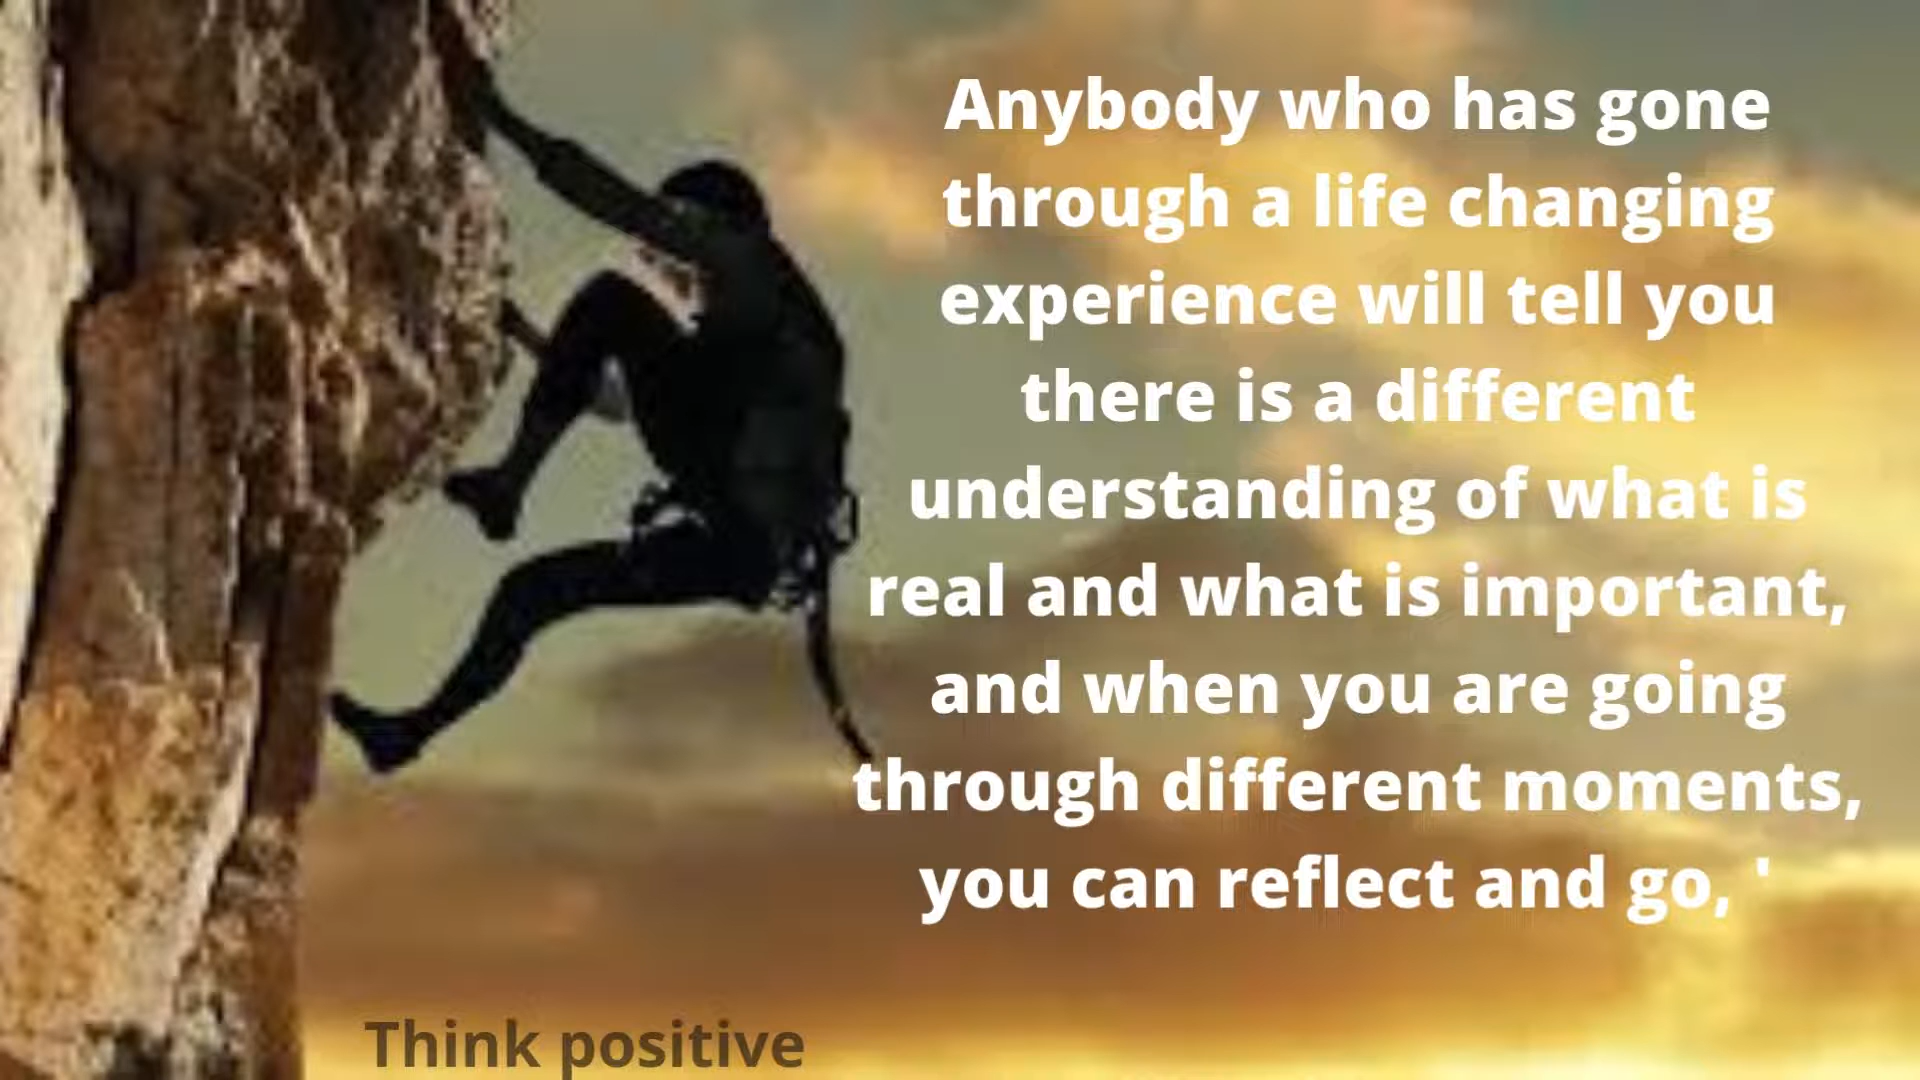 Anybody who has gone
through a life changing
experience will tell you
there is a different
understanding of what is
real and what is important,
and when you are going
through different moments,
you can reflect and go, '
Think positive